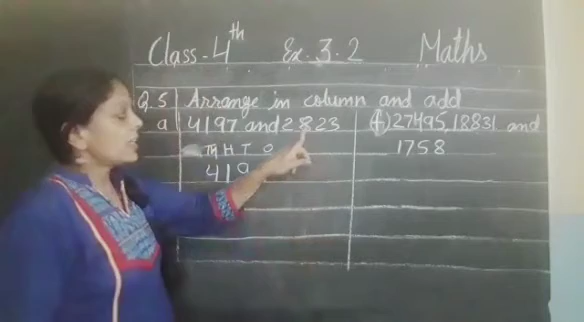 Class-4th Ex.3.2 Maths
Q.5 Arrange in column and add
a 4197 and 2823
Th H T O
419
f) 27495, 18831 and
1758